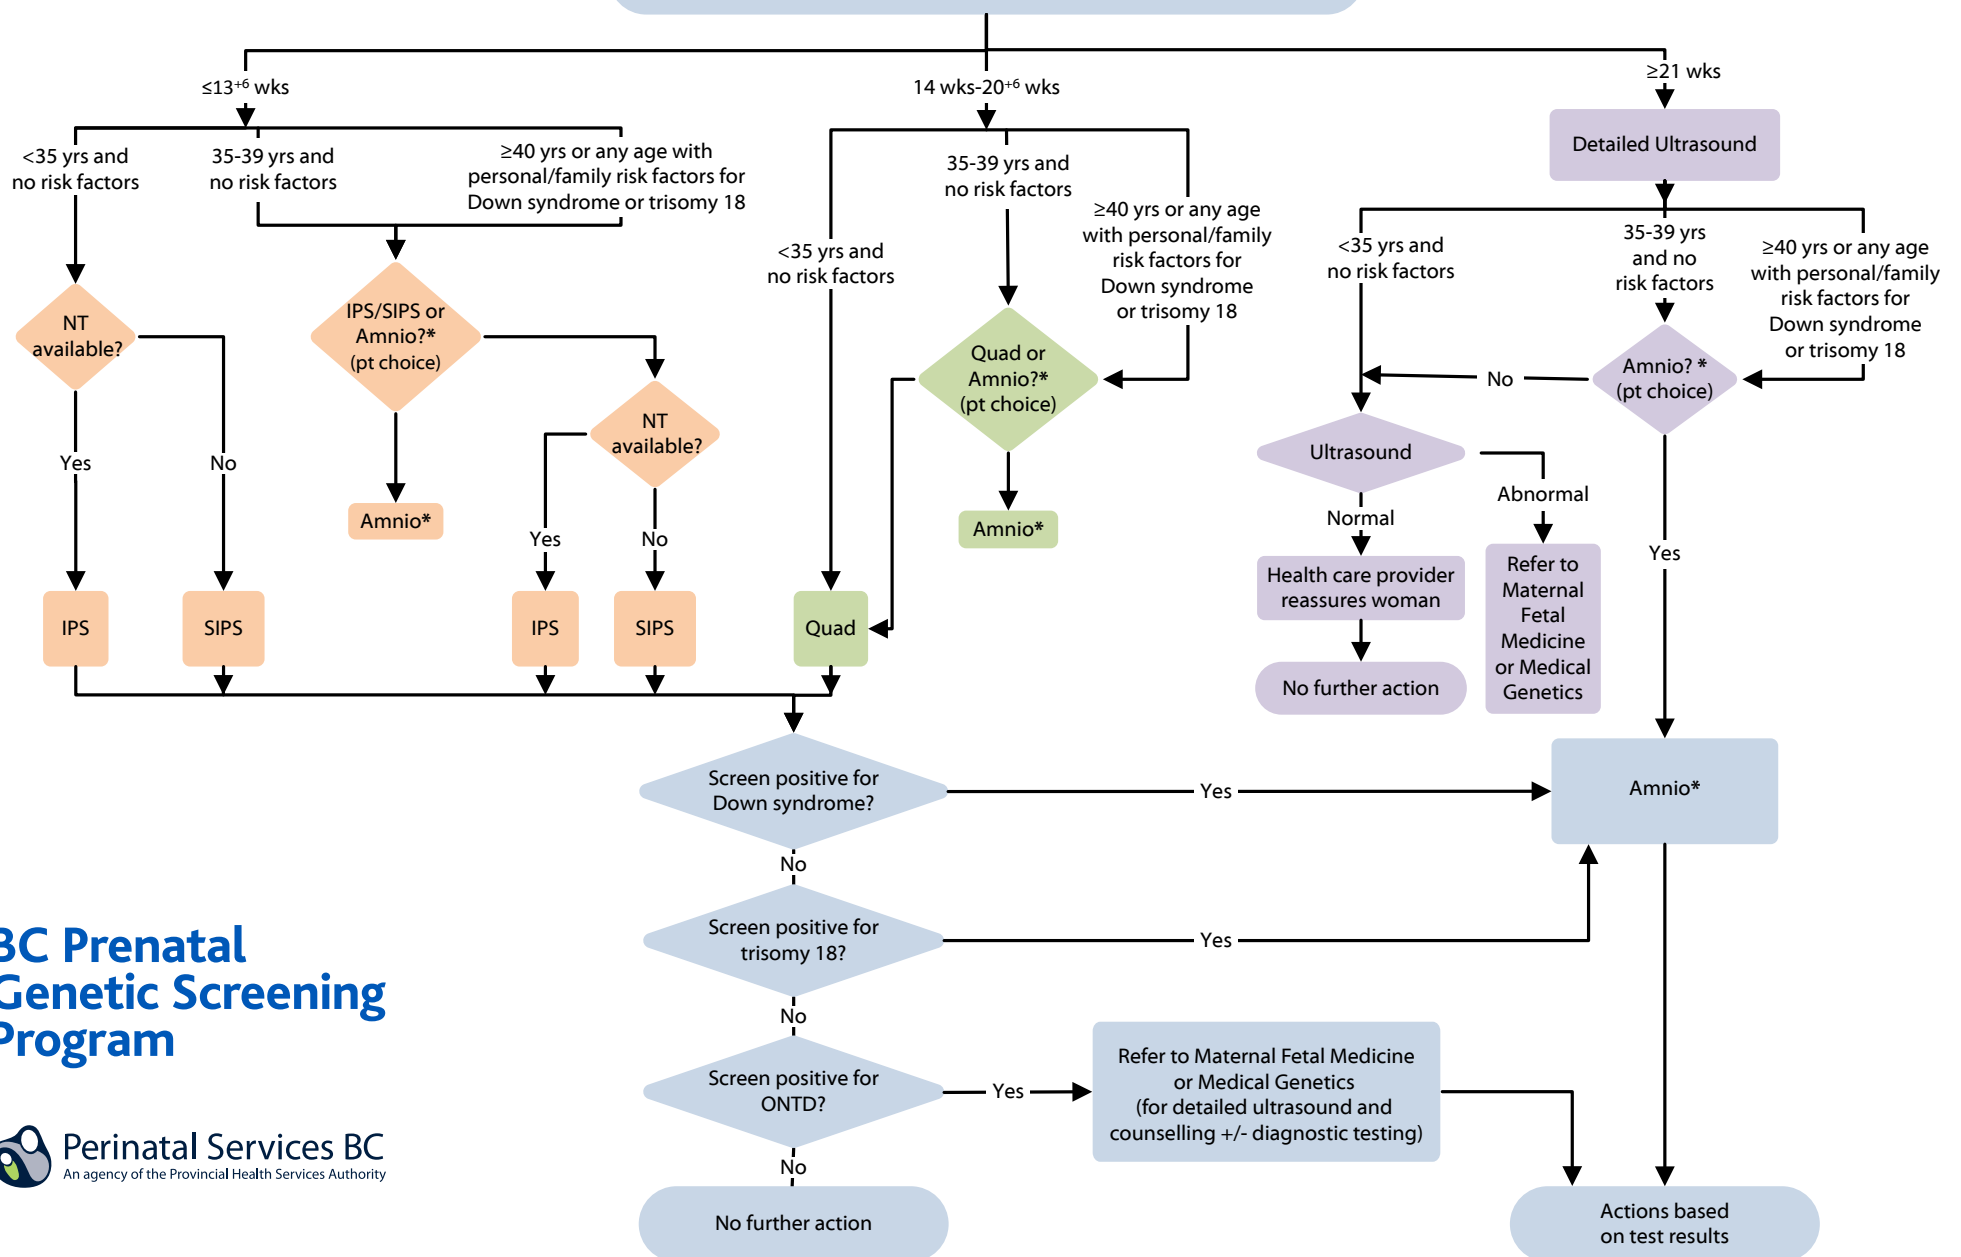 ≤13+6 wks
14 wks-20+6 wks
≥21 wks
<35 yrs and
no risk factors
35-39 yrs and
no risk factors
≥40 yrs or any age with
personal/family risk factors for
Down syndrome or trisomy 18
NT
available?
IPS/SIPS or
Amnio?*
(pt choice)
NT
available?
Yes
No
Amnio*
Yes
No
IPS
SIPS
IPS
SIPS
<35 yrs and
no risk factors
35-39 yrs and
no risk factors
≥40 yrs or any age
with personal/family
risk factors for
Down syndrome
or trisomy 18
Quad or
Amnio?*
(pt choice)
Amnio*
Quad
Detailed Ultrasound
<35 yrs and
no risk factors
35-39 yrs
and no
risk factors
≥40 yrs or any age
with personal/family
risk factors for
Down syndrome
or trisomy 18
Amnio? *
(pt choice)
No
Ultrasound
Normal
Abnormal
Yes
Health care provider
reassures woman
No further action
Refer to
Maternal
Fetal
Medicine
or Medical
Genetics
Screen positive for
Down syndrome?
Yes
Amnio*
No
Screen positive for
trisomy 18?
Yes
No
Screen positive for
ONTD?
Yes
Refer to Maternal Fetal Medicine
or Medical Genetics
(for detailed ultrasound and
counselling +/- diagnostic testing)
No
No further action
Actions based
on test results
BC Prenatal
Genetic Screening
Program
Perinatal Services BC
An agency of the Provincial Health Services Authority